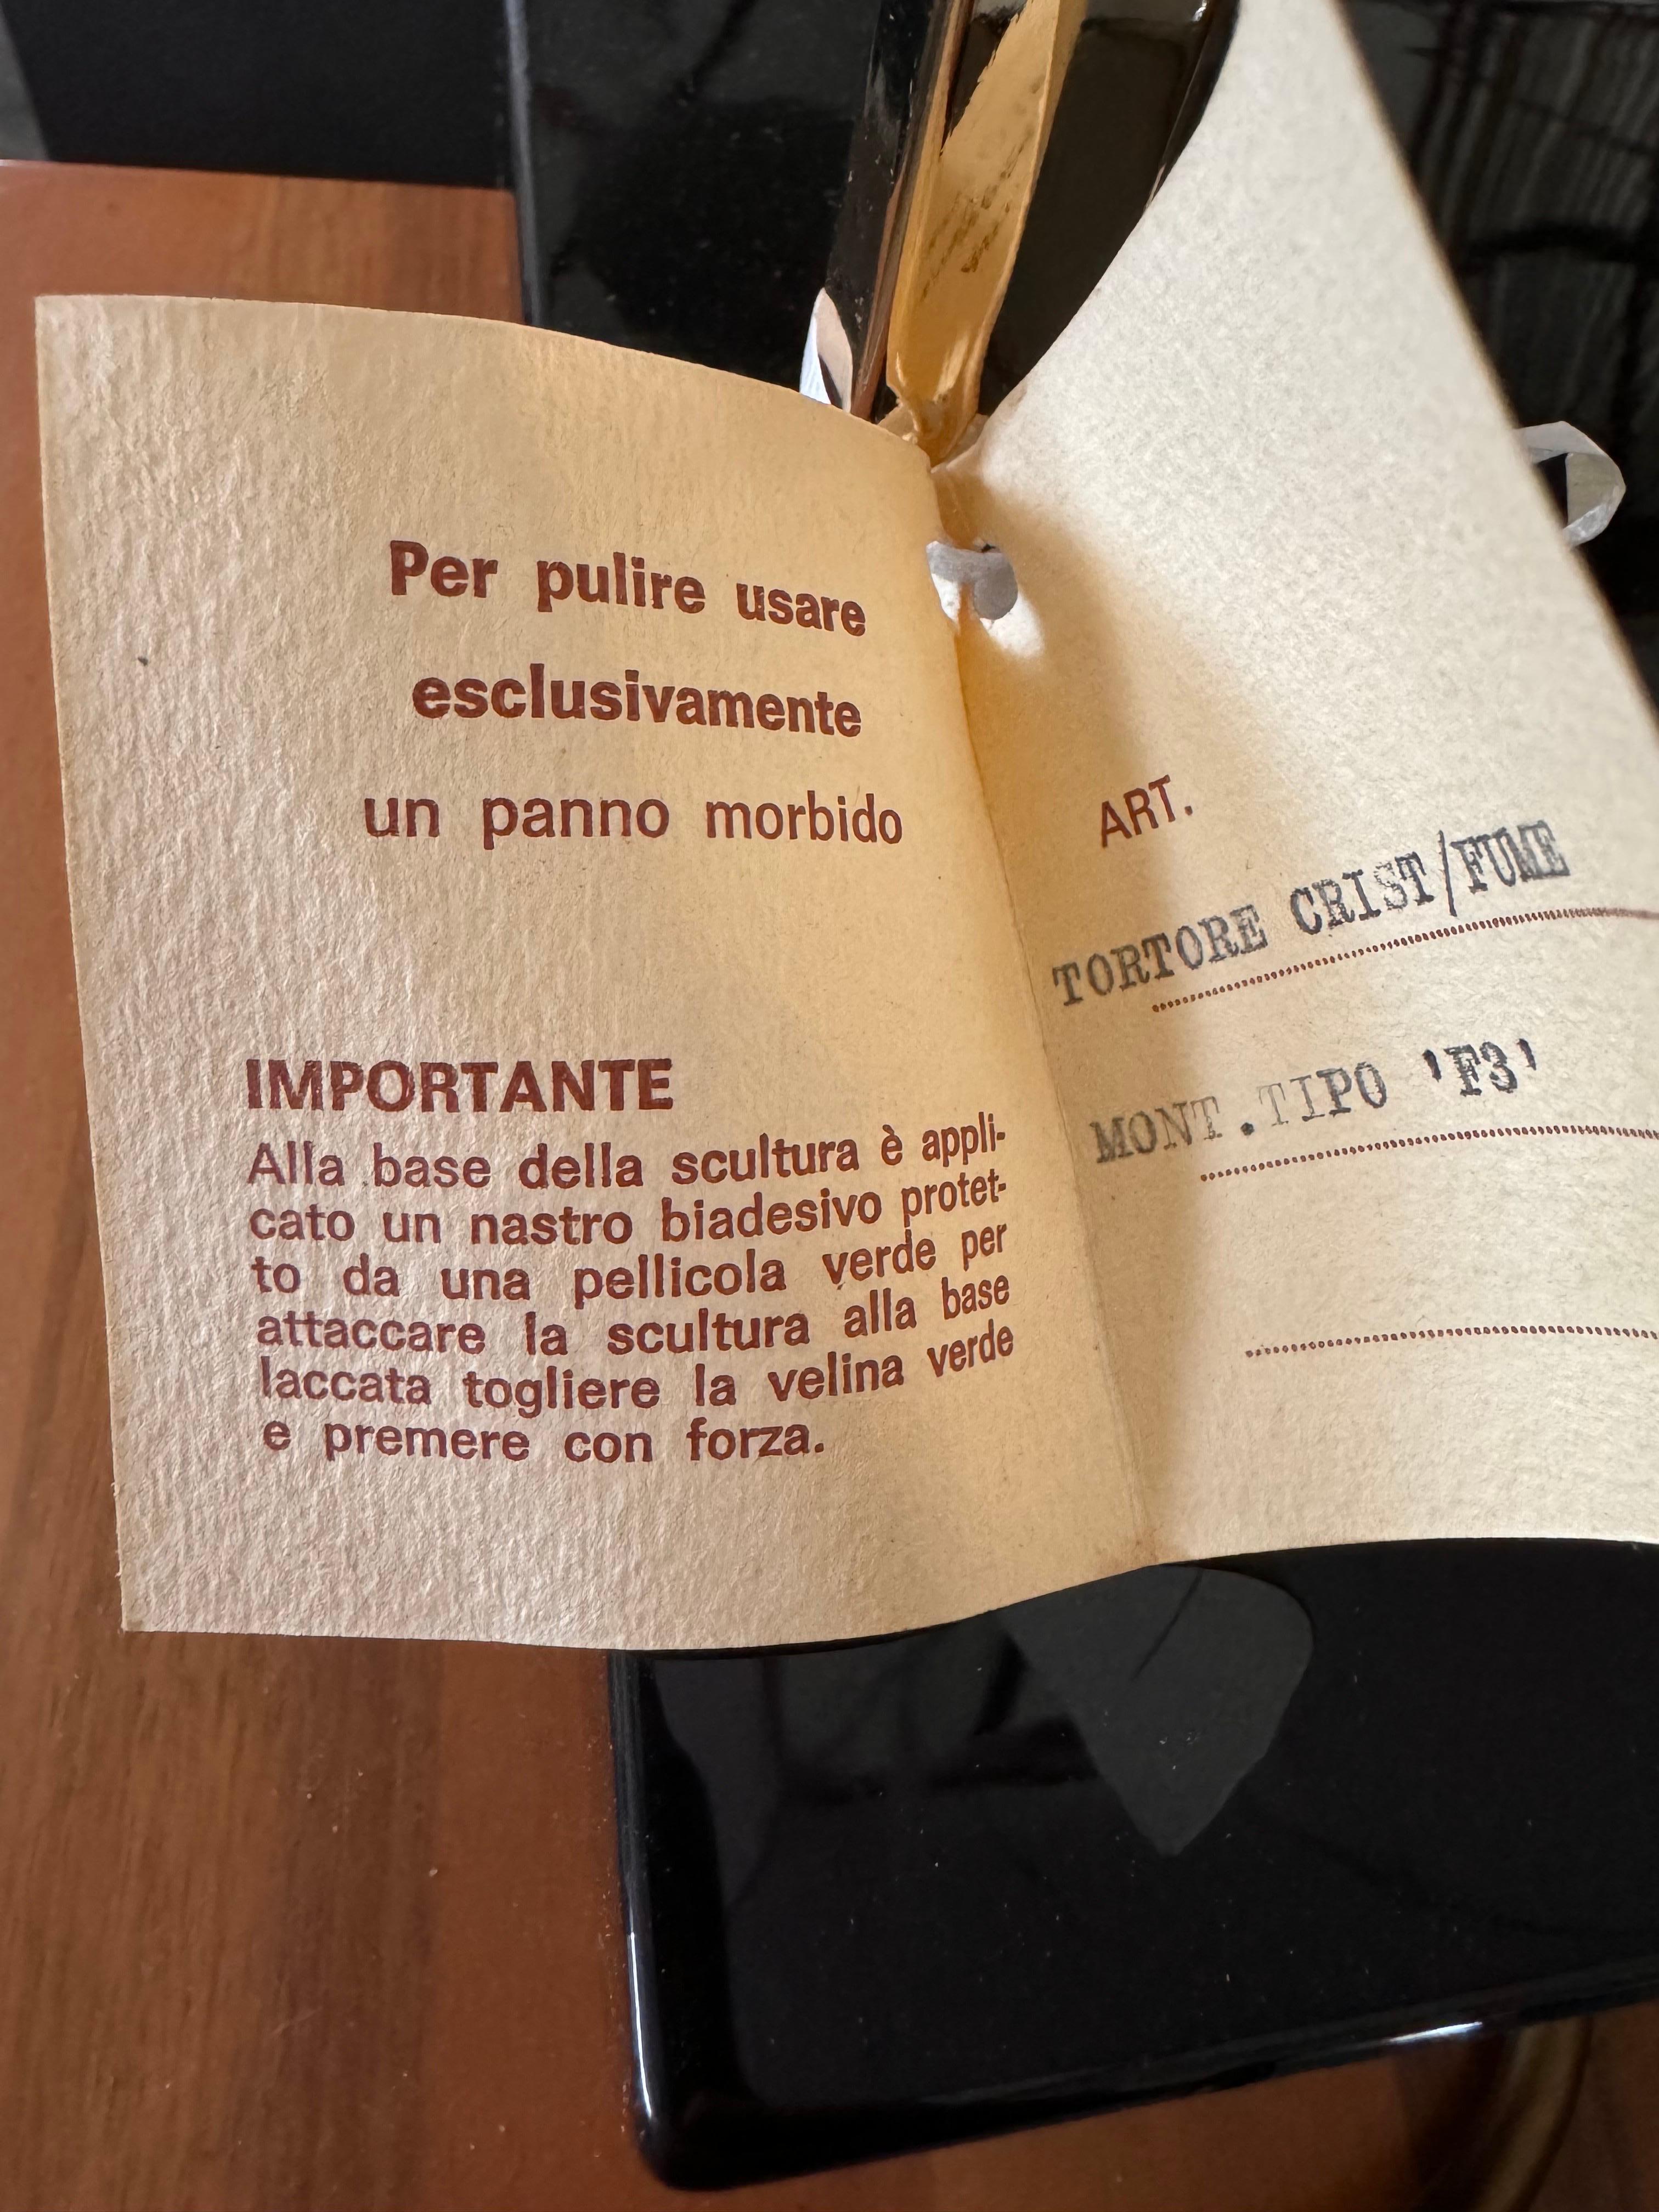 Per pulire usare
esclusivamente
un panno morbido
IMPORTANTE
Alla base della scultura è appli-
cato un nastro biadesivo protet-
to da una pellicola verde per
attaccare la scultura alla base
laccata togliere la velina verde
e premere con forza.
ART.
TORTORE CRIST/FUME
MONT.TIPO 'F3'